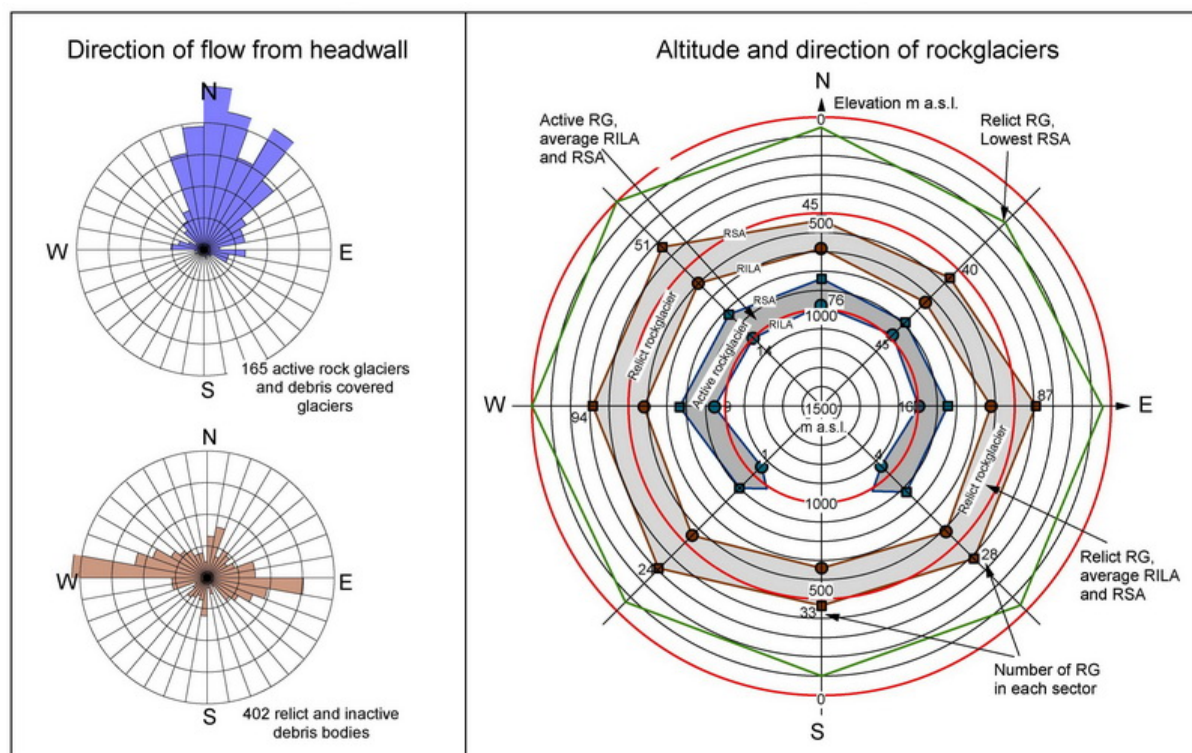 Direction of flow from headwall
N
W
E
S
165 active rock glaciers
and debris covered
glaciers
N
W
E
S
402 relict and inactive
debris bodies
Altitude and direction of rockglaciers
N
Elevation m a.s.l.
0
Active RG,
average RILA
and RSA
Relict RG,
Lowest RSA
45
500
51
RSA
40
RILA
RSA
76
1000
RILA
45
14
Relict rockglacier
Active rockglacier
W
94
9
1500
m a.s.l.
16
87
E
1
4
1000
Relict rockglacier
24
28
500
33
Relict RG,
average RILA
and RSA
Number of RG
in each sector
0
S